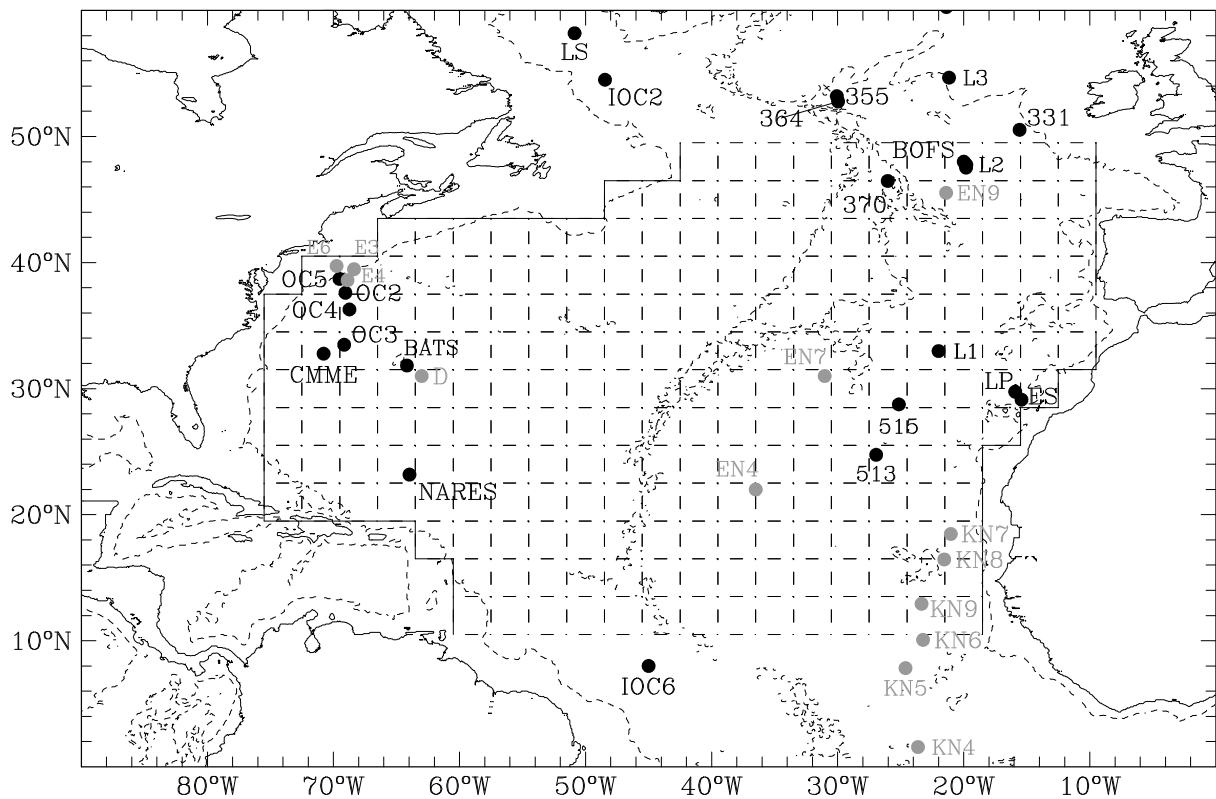 LS
IOC2
L3
355
364
331
50°N
BOFS
L2
EN9
370
E6
E3
40°N
OC5
E4
OC2
OC4
OC3
BATS
EN7
L1
CMME
D
LP
ES
30°N
515
EN4
513
NARES
20°N
KN7
KN8
KN9
10°N
KN6
IOC6
KN5
KN4
80°W 70°W 60°W 50°W 40°W 30°W 20°W 10°W